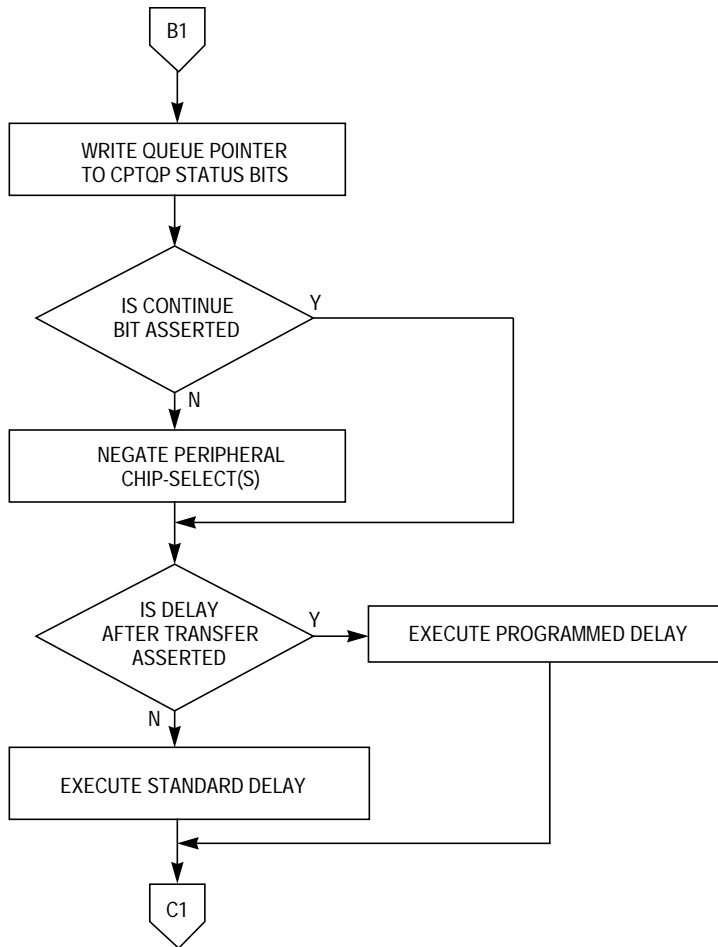 B1
WRITE QUEUE POINTER
TO CPTQP STATUS BITS
IS CONTINUE
BIT ASSERTED
Y
N
NEGATE PERIPHERAL
CHIP-SELECT(S)
IS DELAY
AFTER TRANSFER
ASSERTED
Y
EXECUTE PROGRAMMED DELAY
N
EXECUTE STANDARD DELAY
C1